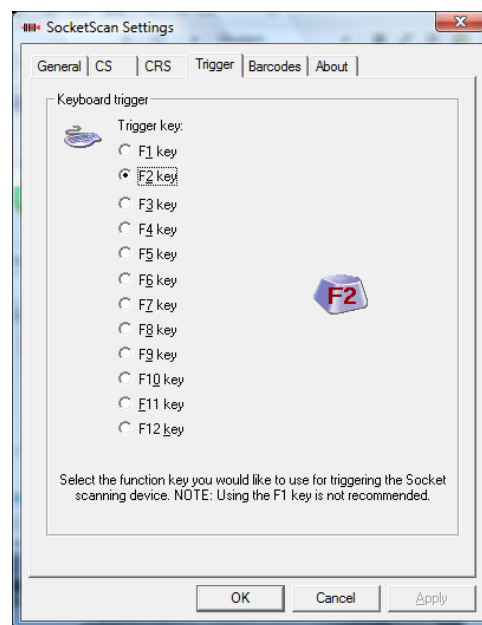 SocketScan Settings
General CS CRS Trigger Barcodes About
Keyboard trigger
Trigger key:
F1 key
F2 key
F3 key
F4 key
F5 key
F6 key
F7 key
F2
F8 key
F9 key
F10 key
F11 key
F12 key
Select the function key you would like to use for triggering the Socket
scanning device. NOTE: Using the F1 key is not recommended.
OK Cancel Apply